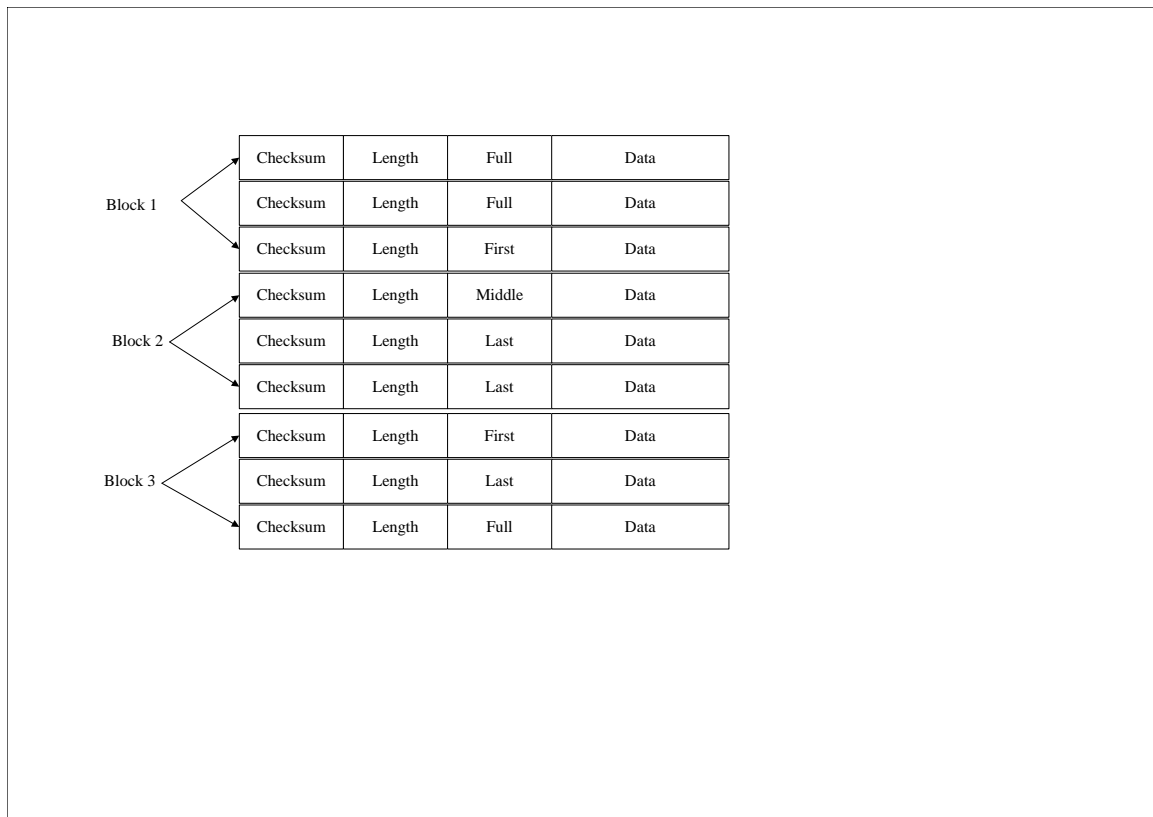 Checksum Length Full Data
Block 1 Checksum Length Full Data
Checksum Length First Data
Checksum Length Middle Data
Block 2 Checksum Length Last Data
Checksum Length Last Data
Checksum Length First Data
Block 3 Checksum Length Last Data
Checksum Length Full Data